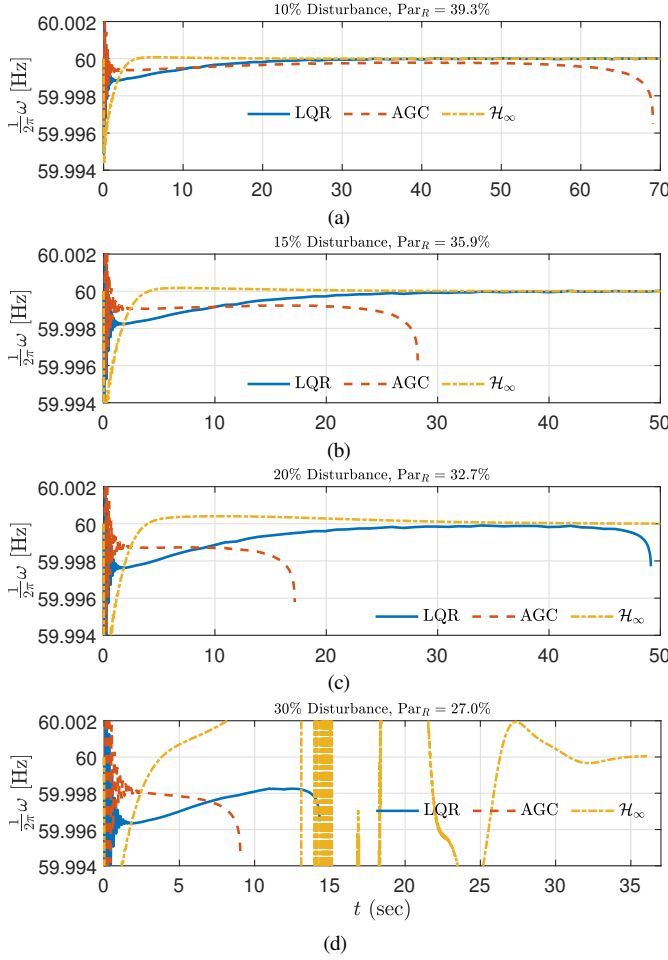 10% Disturbance, Par_R = 39.3%
60.002
60
59.998
59.996
59.994
1/2π ω [Hz]
LQR AGC H∞
0 10 20 30 40 50 60 70
(a)
15% Disturbance, Par_R = 35.9%
60.002
60
59.998
59.996
59.994
1/2π ω [Hz]
LQR AGC H∞
0 10 20 30 40 50
(b)
20% Disturbance, Par_R = 32.7%
60.002
60
59.998
59.996
59.994
1/2π ω [Hz]
LQR AGC H∞
0 10 20 30 40 50
(c)
30% Disturbance, Par_R = 27.0%
60.002
60
59.998
59.996
59.994
1/2π ω [Hz]
LQR AGC H∞
0 5 10 15 20 25 30 35
t (sec)
(d)